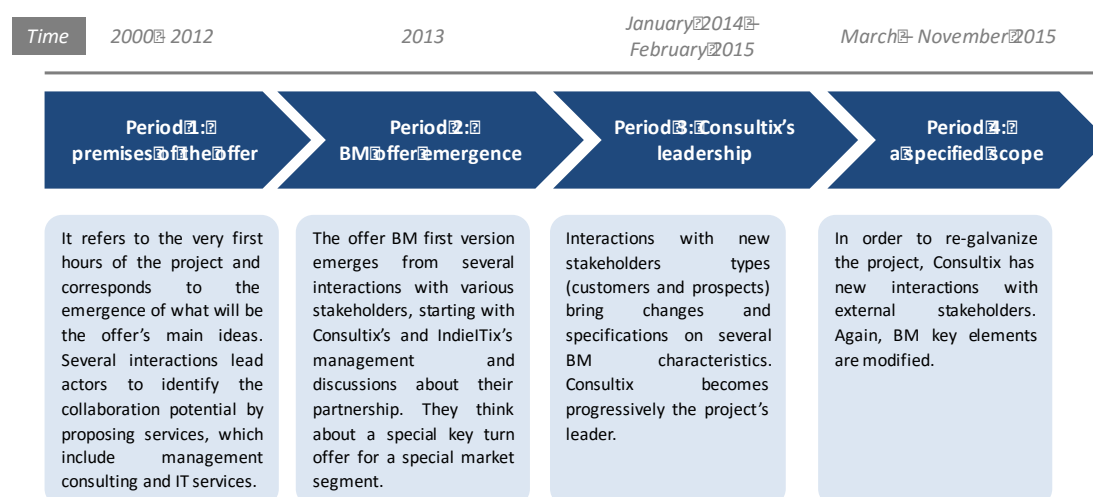 Time
2000 - 2012
2013
January 2014 –
February 2015
March – November 2015
Period 1:
premises of the offer
Period 2:
BM offer emergence
Period 3: Consultix's
leadership
Period 4:
a specified scope
It refers to the very first
hours of the project and
corresponds to the
emergence of what will be
the offer's main ideas.
Several interactions lead
actors to identify the
collaboration potential by
proposing services, which
include management
consulting and IT services.
The offer BM first version
emerges from several
interactions with various
stakeholders, starting with
Consultix's and IndieITix's
management and
discussions about their
partnership. They think
about a special key turn
offer for a special market
segment.
Interactions with new
stakeholders types
(customers and prospects)
bring changes and
specifications on several
BM characteristics.
Consultix becomes
progressively the project's
leader.
In order to re-galvanize
the project, Consultix has
new interactions with
external stakeholders.
Again, BM key elements
are modified.